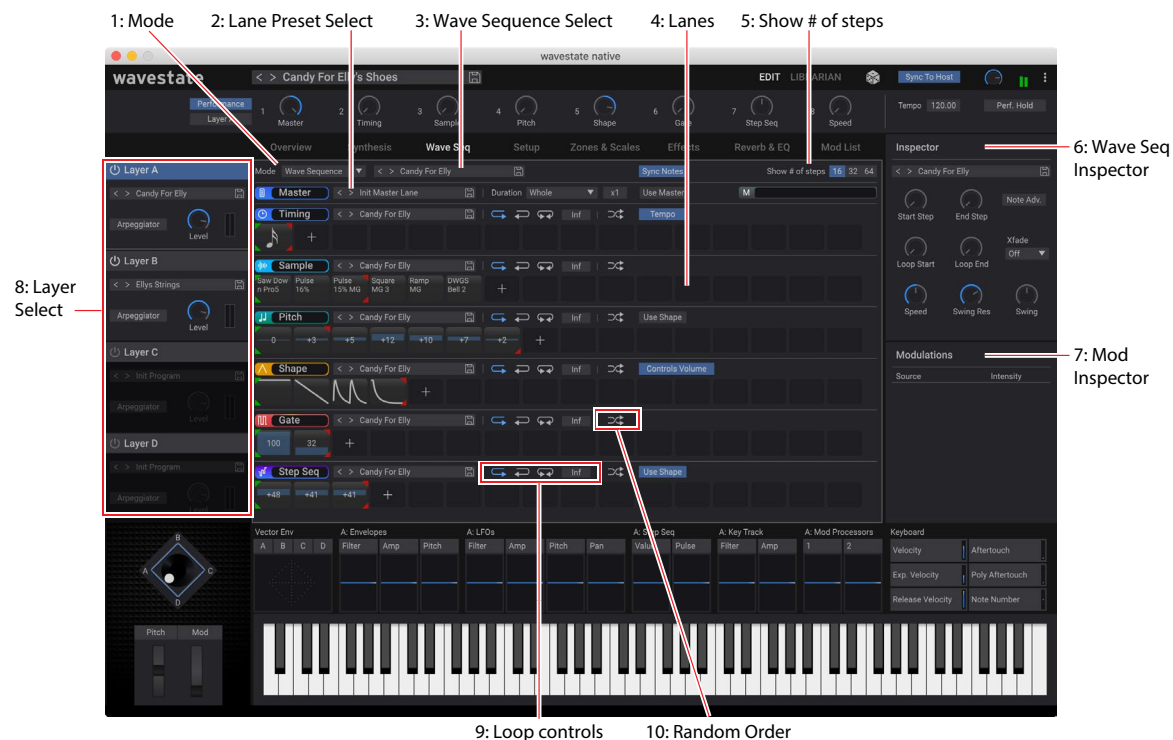 1: Mode 2: Lane Preset Select 3: Wave Sequence Select 4: Lanes 5: Show # of steps
wavestate native
wavestate < > Candy For Elly's Shoes EDIT LIBRARIAN Sync To Host
Performance
Layer
1 Master 2 Timing 3 Sample 4 Pitch 5 Shape 6 Gate 7 Step Seq 8 Speed
Tempo 120.00 Perf. Hold
Overview Synthesis Wave Seq Setup Zones & Scales Effects Reverb & EQ Mod List
Inspector
6: Wave Seq
Inspector
Layer A
Mode Wave Sequence < > Candy For Elly Sync Notes Show # of steps 16 32 64
< > Candy For Elly
< > Candy For Elly
Master < > Init Master Lane Duration Whole x1 Use Master M
Start Step End Step Note Adv.
Timing < > Candy For Elly Inf Tempo
Arpeggiator Level
+
Xfade
Off
Loop Start Loop End
Layer B
Sample < > Candy For Elly Inf
8: Layer
Select
< > Ellys Strings
Saw Dow
n Pro5
Pulse
16%
Pulse
15% MG
Square
MG 3
Ramp
MG
DWGS
Bell 2
+
Speed Swing Res Swing
Arpeggiator Level
Pitch < > Candy For Elly Inf Use Shape
0 +3 +5 +12 +10 +7 +2 +
Layer C
Modulations
7: Mod
Inspector
Shape < > Candy For Elly Inf Controls Volume
< > Init Program
Source Intensity
+
Arpeggiator Level
Gate < > Candy For Elly Inf
100 32 +
Layer D
< > Init Program
Step Seq < > Candy For Elly Inf Use Shape
+48 +41 +41 +
Arpeggiator Level
Vector Env A: Envelopes A: LFOs A: Step Seq A: Key Track A: Mod Processors Keyboard
A B C D Filter Amp Pitch Filter Amp Pitch Pan Value Pulse Filter Amp 1 2
Velocity Aftertouch
Exp. Velocity Poly Aftertouch
Release Velocity Note Number
B
A C
D
Pitch Mod
9: Loop controls 10: Random Order